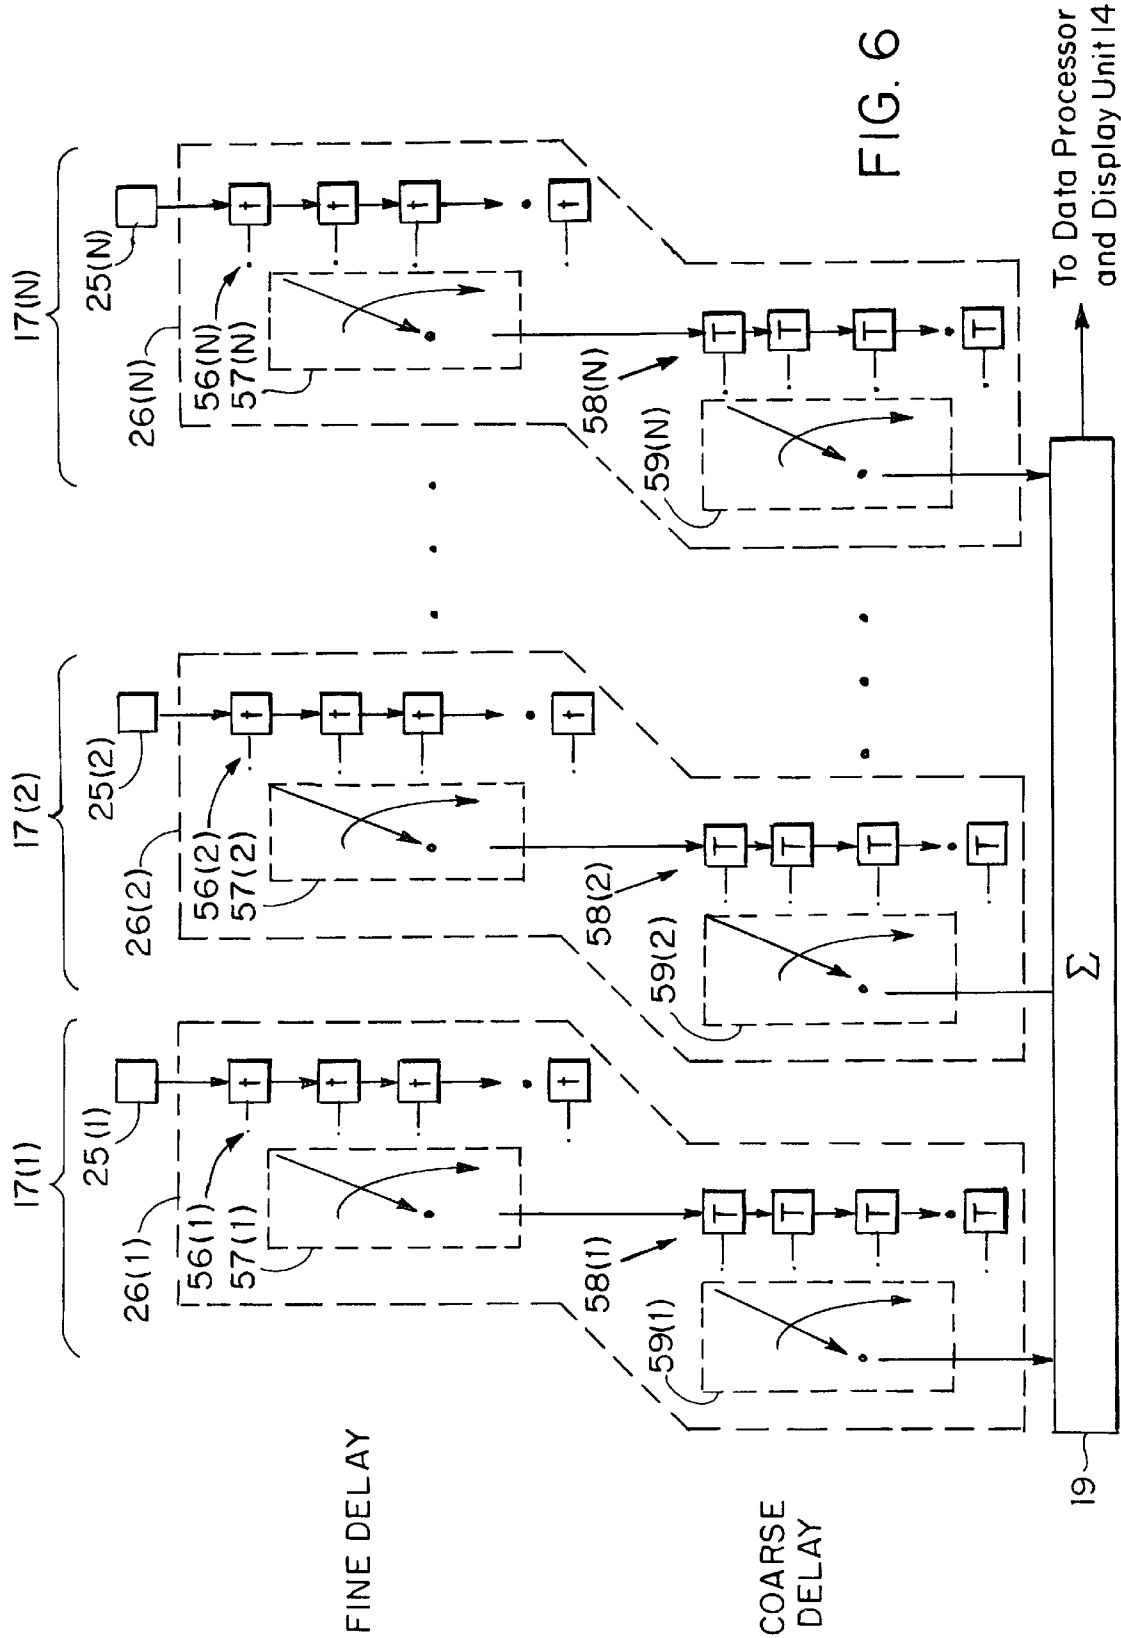 17(1)
17(2)
17(N)
25(1)
25(2)
25(N)
26(1)
26(2)
26(N)
56(1)
57(1)
56(2)
57(2)
56(N)
57(N)
t
t
t
t
t
t
t
t
t
t
t
t
FINE DELAY
58(1)
58(2)
58(N)
59(1)
59(2)
59(N)
T
T
T
T
T
T
T
T
T
T
T
T
COARSE
DELAY
19
Σ
To Data Processor
and Display Unit 14
FIG. 6